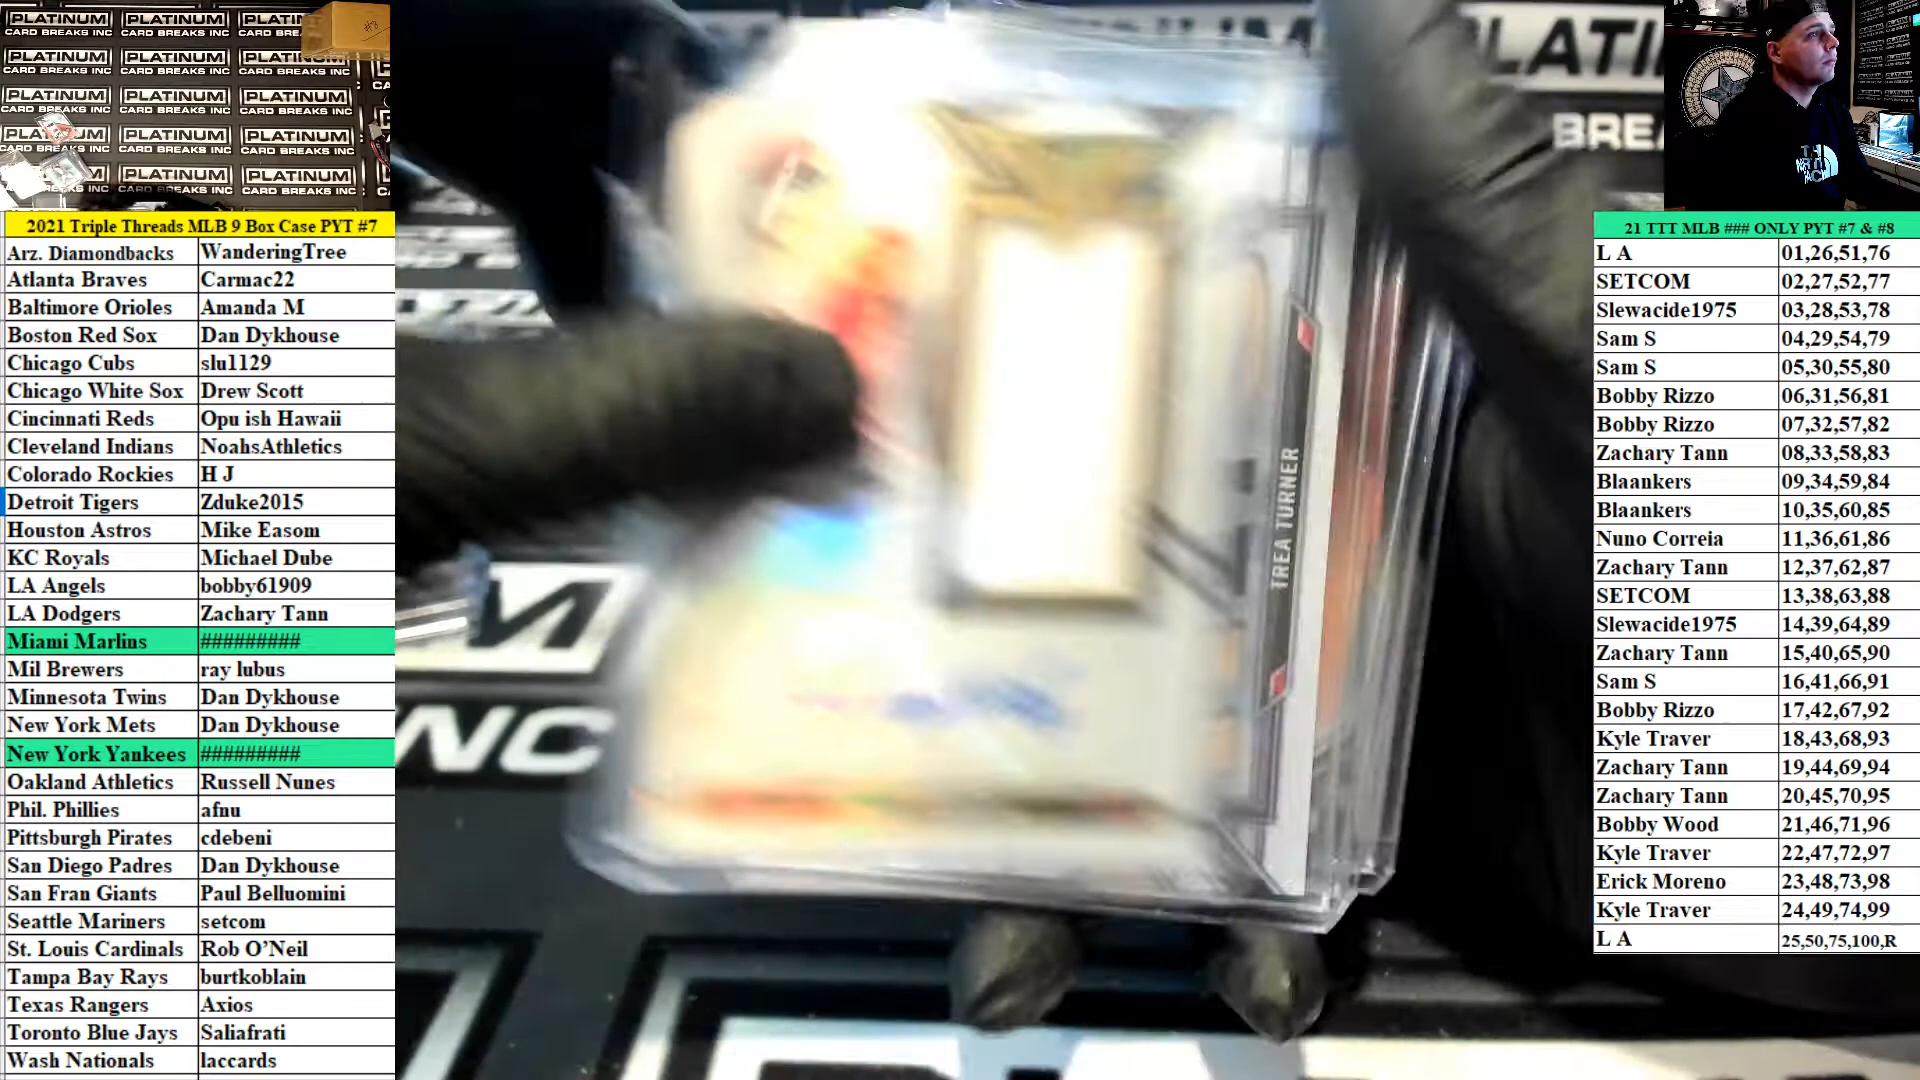 PLATINUM PLATINUM PLATINUM
CARD BREAKS INC CARD BREAKS INC CARD BREAKS INC
PLATINUM PLATINUM PLATINUM
CARD BREAKS INC CARD BREAKS INC CARD BREAKS INC
PLATINUM PLATINUM PLATINUM
CARD BREAKS INC CARD BREAKS INC CARD BREAKS INC
PLATINUM PLATINUM
CARD BREAKS INC CARD BREAKS INC
#8
2021 Triple Threads MLB 9 Box Case PYT #7
Arz. Diamondbacks WanderingTree
Atlanta Braves Carmac22
Baltimore Orioles Amanda M
Boston Red Sox Dan Dykhouse
Chicago Cubs slu1129
Chicago White Sox Drew Scott
Cincinnati Reds Opu ish Hawaii
Cleveland Indians NoahsAthletics
Colorado Rockies H J
Detroit Tigers Zduke2015
Houston Astros Mike Easom
KC Royals Michael Dube
LA Angels bobby61909
LA Dodgers Zachary Tann
Miami Marlins #########
Mil Brewers ray lubus
Minnesota Twins Dan Dykhouse
New York Mets Dan Dykhouse
New York Yankees #########
Oakland Athletics Russell Nunes
Phil. Phillies afnu
Pittsburgh Pirates cdebeni
San Diego Padres Dan Dykhouse
San Fran Giants Paul Belluomini
Seattle Mariners setcom
St. Louis Cardinals Rob O’Neil
Tampa Bay Rays burtkoblain
Texas Rangers Axios
Toronto Blue Jays Saliafrati
Wash Nationals laccards
TREA TURNER
LATI
BREA
M
NC
21 TTT MLB ### ONLY PYT #7 & #8
L A 01,26,51,76
SETCOM 02,27,52,77
Slewacide1975 03,28,53,78
Sam S 04,29,54,79
Sam S 05,30,55,80
Bobby Rizzo 06,31,56,81
Bobby Rizzo 07,32,57,82
Zachary Tann 08,33,58,83
Blaankers 09,34,59,84
Blaankers 10,35,60,85
Nuno Correia 11,36,61,86
Zachary Tann 12,37,62,87
SETCOM 13,38,63,88
Slewacide1975 14,39,64,89
Zachary Tann 15,40,65,90
Sam S 16,41,66,91
Bobby Rizzo 17,42,67,92
Kyle Traver 18,43,68,93
Zachary Tann 19,44,69,94
Zachary Tann 20,45,70,95
Bobby Wood 21,46,71,96
Kyle Traver 22,47,72,97
Erick Moreno 23,48,73,98
Kyle Traver 24,49,74,99
L A 25,50,75,100,R